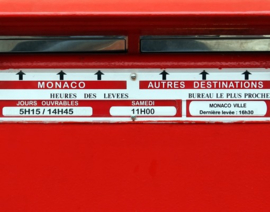 MONACO
AUTRES DESTINATIONS
HEURES DES LEVEES
BUREAU LE PLUS PROCHE
JOURS OUVRABLES
SAMEDI
5H15 / 14H45
11H00
MONACO VILLE
Dernière levée : 16h30